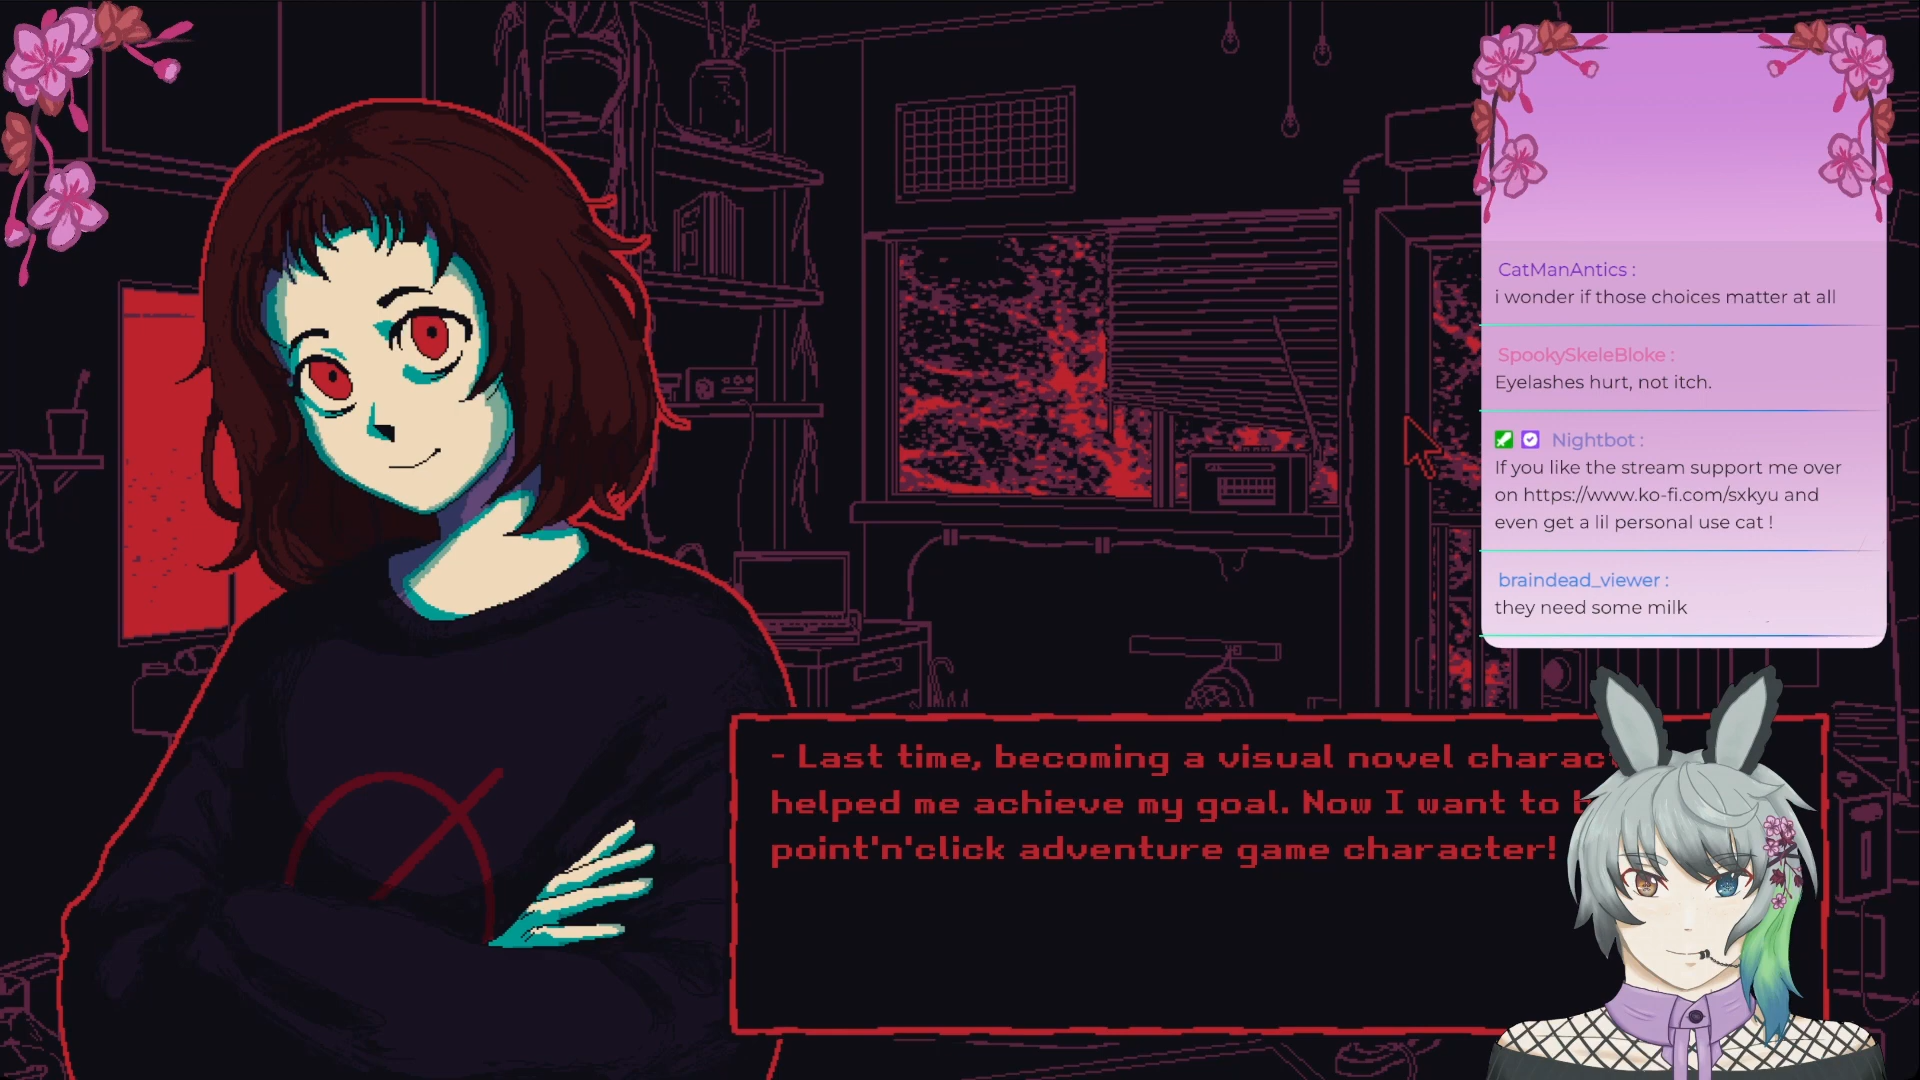 CatManAntics :
i wonder if those choices matter at all
SpookySkeleBloke :
Eyelashes hurt, not itch.
Nightbot :
If you like the stream support me over
on https://www.ko-fi.com/sxkyu and
even get a lil personal use cat !
braindead_viewer :
they need some milk
- Last time, becoming a visual novel
helped me achieve my goal. Now I want to
point'n'click adventure game character!